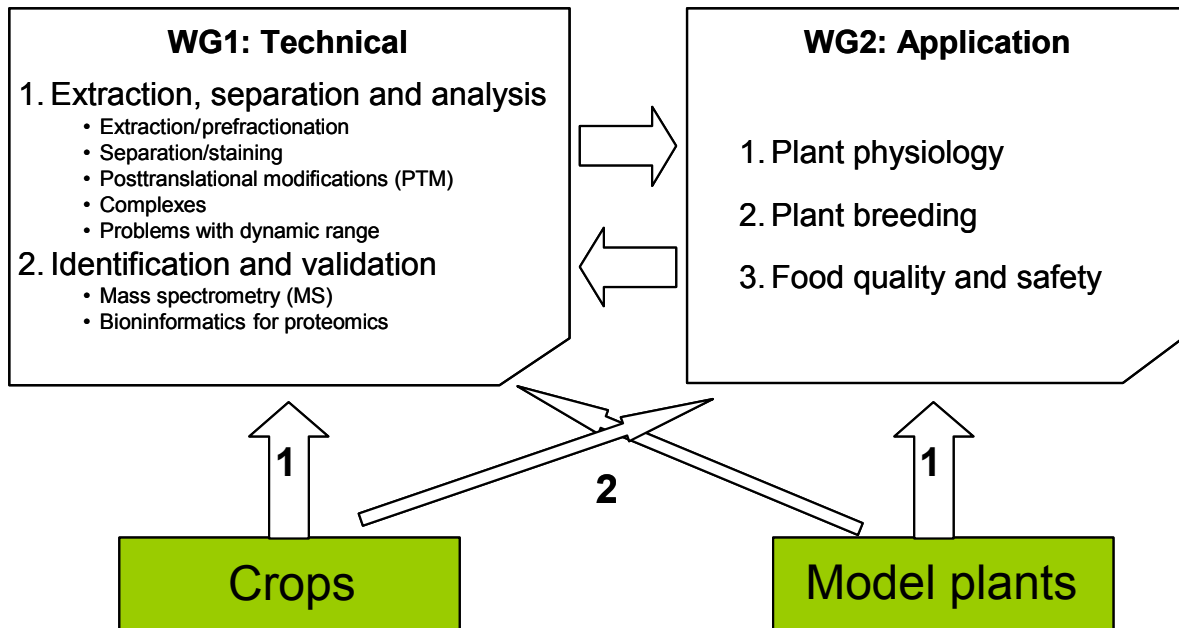 WG1: Technical
1. Extraction, separation and analysis
• Extraction/prefractionation
• Separation/staining
• Posttranslational modifications (PTM)
• Complexes
• Problems with dynamic range
2. Identification and validation
• Mass spectrometry (MS)
• Bioninformatics for proteomics
WG2: Application
1. Plant physiology
2. Plant breeding
3. Food quality and safety
1
2
1
Crops
Model plants